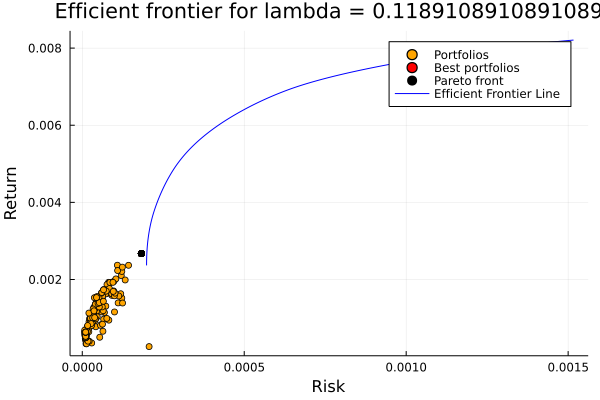 Efficient frontier for lambda = 0.1189108910891089
0.008
Portfolios
Best portfolios
Pareto front
Efficient Frontier Line
0.006
Return
0.004
0.002
0.0000
0.0005
0.0010
0.0015
Risk